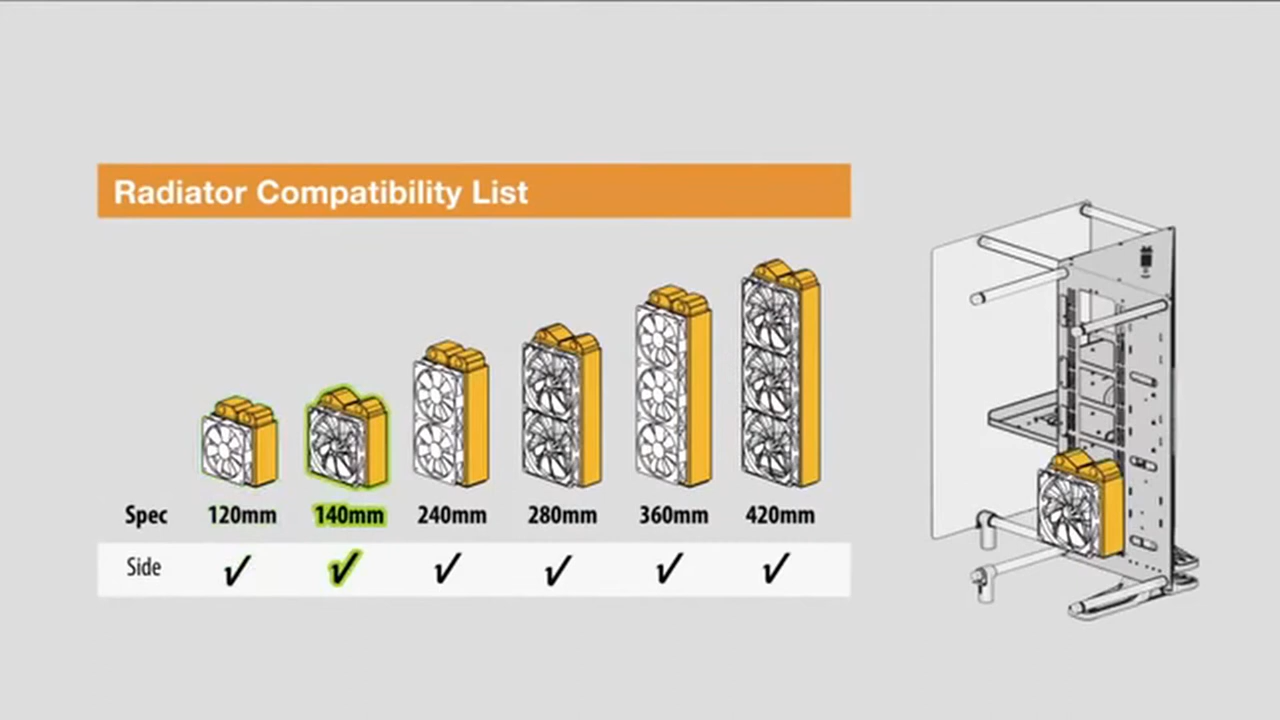 Radiator Compatibility List
Spec 120mm 140mm 240mm 280mm 360mm 420mm
Side ✓ ✓ ✓ ✓ ✓ ✓